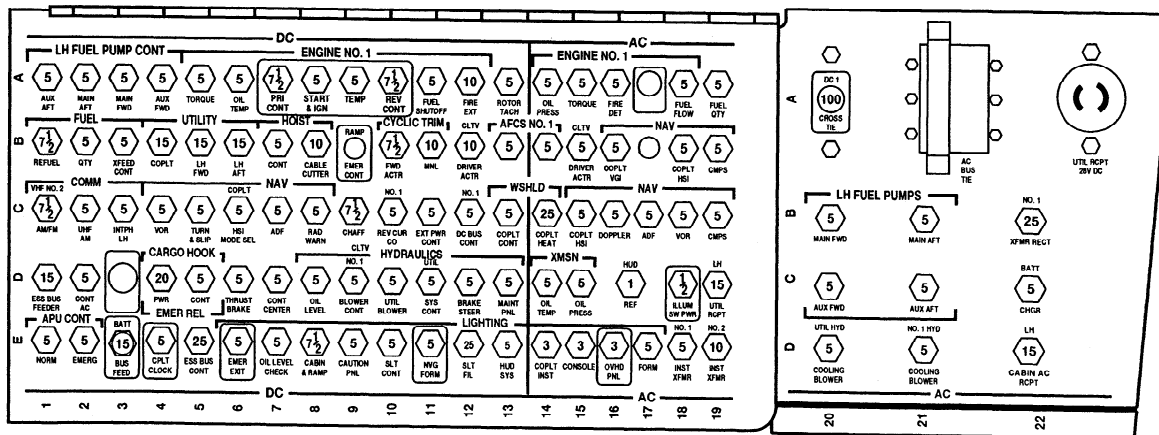 DC AC
LH FUEL PUMP CONT ENGINE NO. 1 ENGINE NO. 1
A 5 5 5 5 5 5 7 1/2 5 5 7 1/2 5 10 5 5 5 5 5 5
AUX AFT MAIN AFT MAIN FWD AUX FWD TORQUE OIL TEMP PRI CONT START & IGN TEMP REV CONT FUEL SHUTOFF FIRE EXT ROTOR TACH OIL PRESS TORQUE FIRE DET FUEL FLOW FUEL QTY
FUEL UTILITY HOIST RAMP CYCLIC TRIM CLTV AFCS NO. 1 CLTV NAV
B 7 1/2 5 5 15 15 15 5 10 7 1/2 10 10 5 5 5 5 5 5
REFUEL QTY XFEED CONT COPLT LH FWD LH AFT CONT CABLE CUTTER EMER CONT FWD ACTR MNL DRIVER ACTR DRIVER ACTR COPLT VGI COPLT HSI CMPS
VHF NO. 2 COMM COPLT NAV NO. 1 NO. 1 WSHLD NAV
C 7 1/2 5 5 5 5 5 5 5 7 1/2 5 5 5 5 25 5 5 5 5 5
AM/FM UHF AM INTPH LH VOR TURN & SLIP HSI MODE SEL ADF RAD WARN CHAFF REV CUR CO EXT PWR CONT DC BUS CONT COPLT CONT COPLT HEAT COPLT HSI DOPPLER ADF VOR CMPS
CARGO HOOK CLTV HYDRAULICS NO. 1 UTIL XMSN HUD LH
D 15 5 20 5 5 5 5 5 5 5 5 5 5 5 1 1/2 15
ESS BUS FEEDER CONT AC PWR CONT THRUST BRAKE CONT CENTER OIL LEVEL BLOWER CONT UTIL BLOWER SYS CONT BRAKE STEER MAINT PNL OIL TEMP OIL PRESS REF ILLUM SW PWR UTIL RCPT
EMER REL
APU CONT BATT LIGHTING NO. 1 NO. 2
E 5 5 15 5 25 5 5 7 1/2 5 5 5 25 5 3 3 3 5 5 10
NORM EMERG BUS FEED CPLT CLOCK ESS BUS CONT EMER EXIT OIL LEVEL CHECK CABIN & RAMP CAUTION PNL SLT CONT NVG FORM SLT FIL HUD SYS COPLT INST CONSOLE OVHD PNL FORM INST XFMR INST XFMR
DC AC
1 2 3 4 5 6 7 8 9 10 11 12 13 14 15 16 17 18 19
A
DC 1
100
CROSS TIE
AC BUS TIE
UTIL RCPT 28V DC
LH FUEL PUMPS NO. 1
B 5 5 25
MAIN FWD MAIN AFT XFMR RECT
BATT
C 5 5 5
AUX FWD AUX AFT CHGR
UTIL HYD NO. 1 HYD LH
D 5 5 15
COOLING BLOWER COOLING BLOWER CABIN AC RCPT
AC
20 21 22